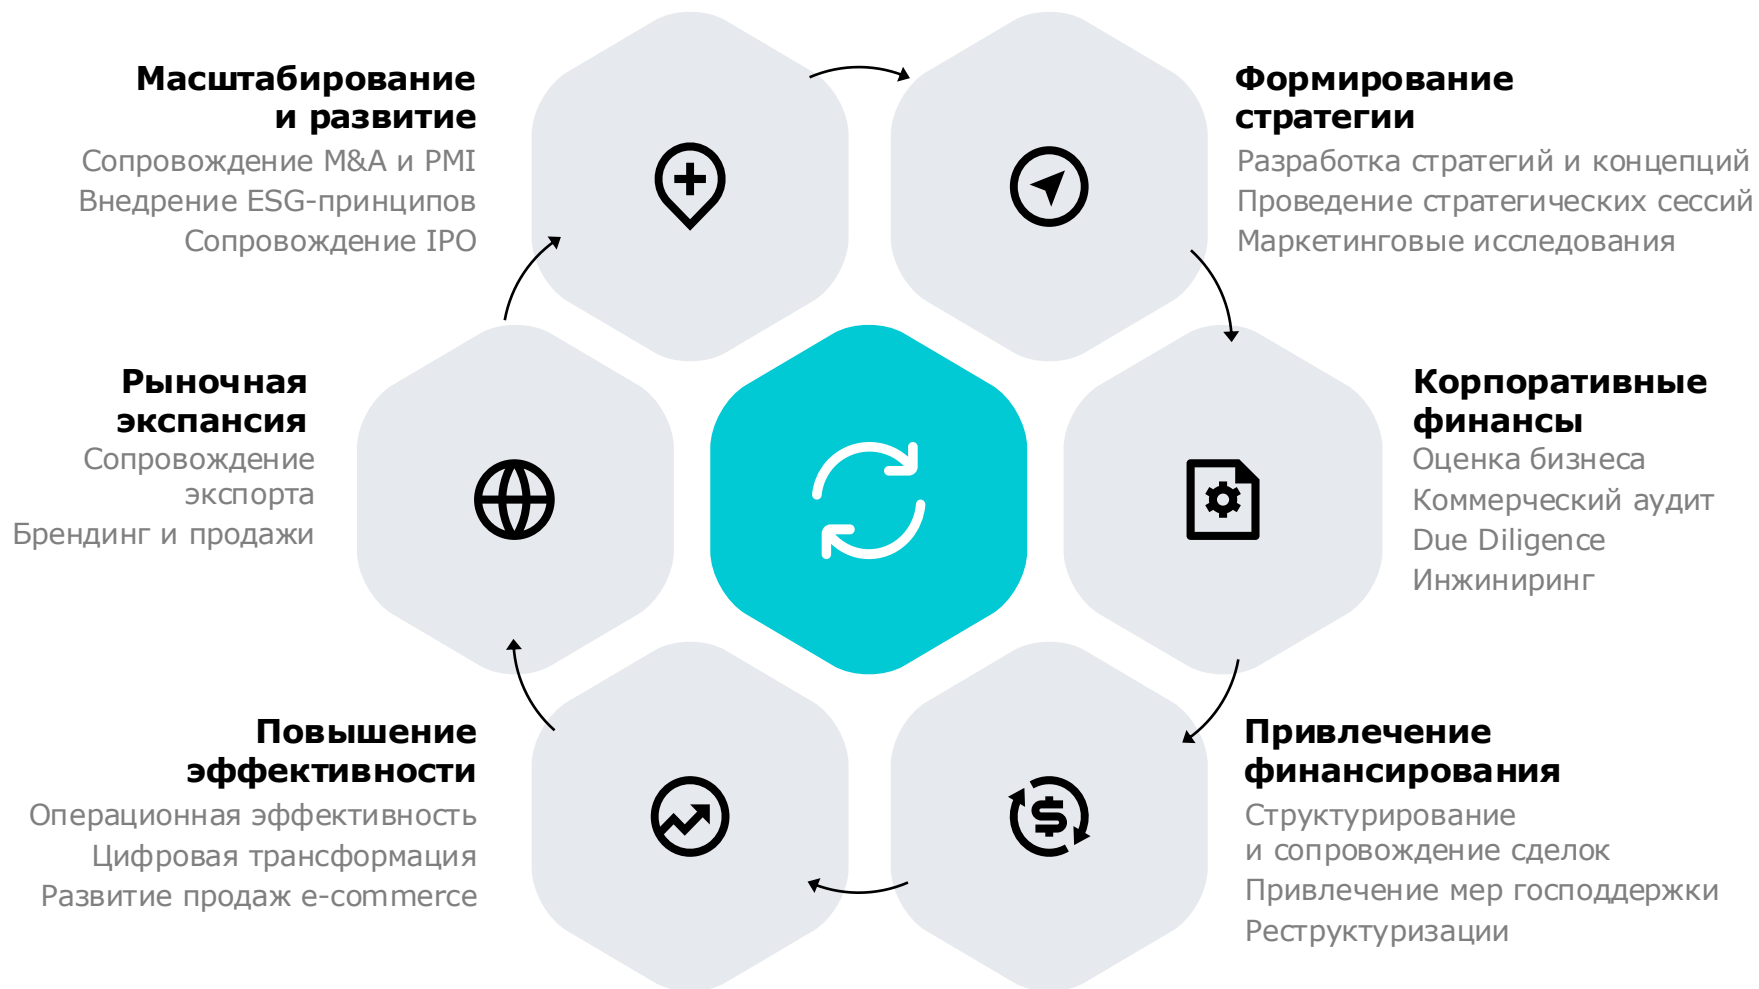 Масштабирование
и развитие
Сопровождение M&A и PMI
Внедрение ESG-принципов
Сопровождение IPO
Формирование
стратегии
Разработка стратегий и концепций
Проведение стратегических сессий
Маркетинговые исследования
Рыночная
экспансия
Сопровождение
экспорта
Брендинг и продажи
Корпоративные
финансы
Оценка бизнеса
Коммерческий аудит
Due Diligence
Инжиниринг
Повышение
эффективности
Операционная эффективность
Цифровая трансформация
Развитие продаж e-commerce
Привлечение
финансирования
Структурирование
и сопровождение сделок
Привлечение мер господдержки
Реструктуризации